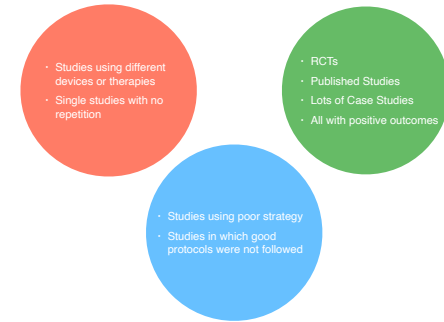 · Studies using different
devices or therapies
· Single studies with no
repetition
· RCTs
· Published Studies
· Lots of Case Studies
· All with positive outcomes
· Studies using poor strategy
· Studies in which good
protocols were not followed